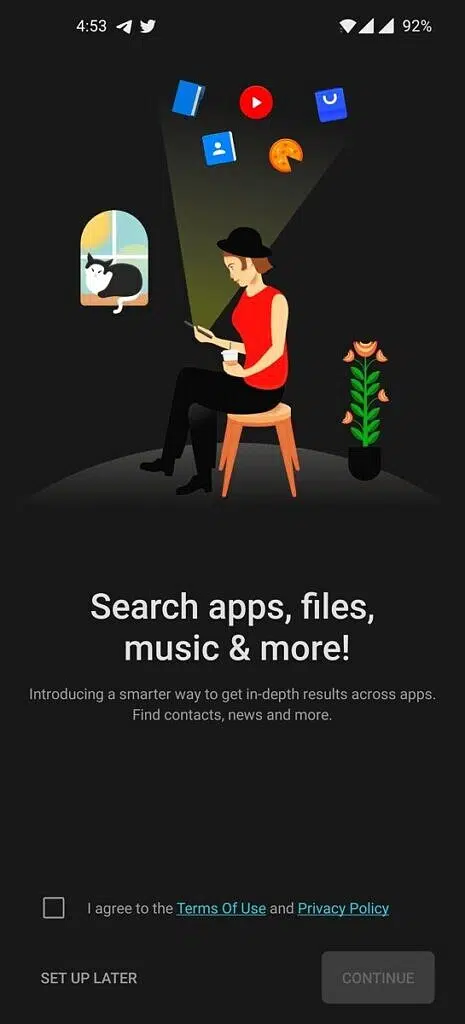 4:53 92%
Search apps, files,
music & more!
Introducing a smarter way to get in-depth results across apps.
Find contacts, news and more.
I agree to the Terms Of Use and Privacy Policy
SET UP LATER
CONTINUE